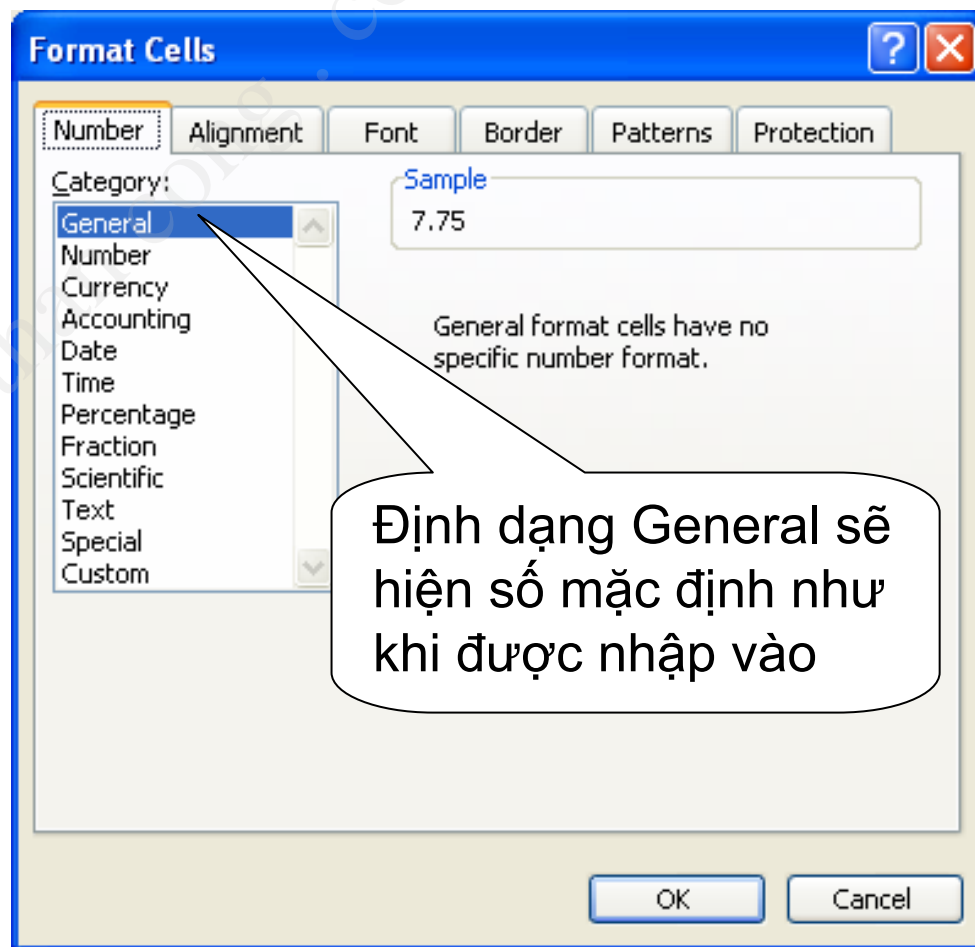 Format Cells
Number Alignment Font Border Patterns Protection
Category:
General
Number
Currency
Accounting
Date
Time
Percentage
Fraction
Scientific
Text
Special
Custom
Sample
7.75
General format cells have no
specific number format.
Định dạng General sẽ
hiện số mặc định như
khi được nhập vào
OK Cancel